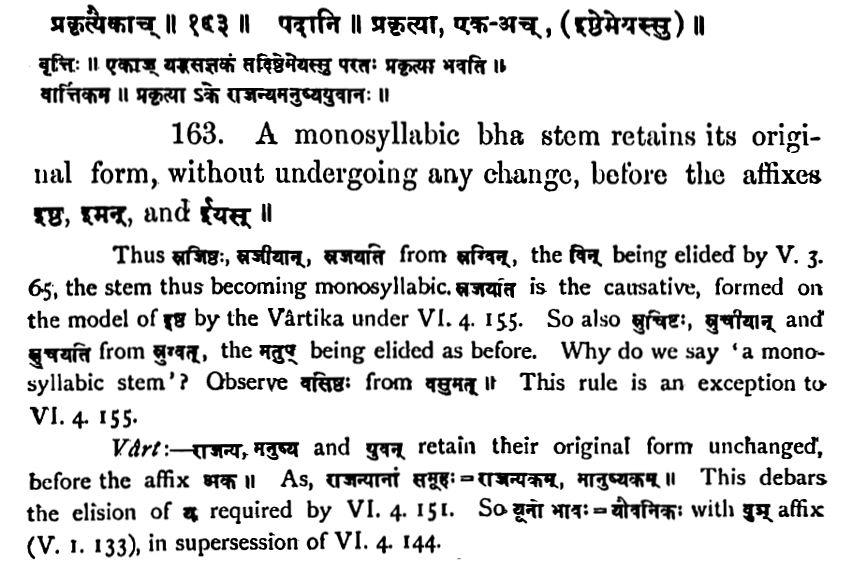 प्रकृत्यैकाच् ॥ १६३ ॥ पदानि ॥ प्रकृत्या, एक-अच्, (इष्ठेमेयस्सु) ॥
वृत्तिः ॥ एकाज् यद्भसंज्ञकं तदिष्ठेमेयस्सु परतः प्रकृत्या भवति ॥
वार्त्तिकम् ॥ प्रकृत्या ऽके राजन्यमनुष्ययुवानः ॥
163. A monosyllabic bha stem retains its origi-
nal form, without undergoing any change, before the affixes
इष्ठ, इमन्, and ईयस् ॥
Thus स्रजिष्ठः, स्रजीयान्, स्रजयति from स्रग्विन्, the विन् being elided by V. 3.
65, the stem thus becoming monosyllabic. स्रजयति is the causative, formed on
the model of इष्ठ by the Vârtika under VI. 4. 155. So also स्रुचिष्टः, स्रुचीयान् and
स्रुचयति from स्रुग्वत्, the मतुप् being elided as before. Why do we say 'a mono-
syllabic stem'? Observe वसिष्ठः from वसुमत् ॥ This rule is an exception to
VI. 4. 155.
Vârt:—राजन्य, मनुष्य and युवन् retain their original form unchanged,
before the affix अक ॥ As, राजन्यानां समूहः = राजन्यकम्, मानुष्यकम् ॥ This debars
the elision of य required by VI. 4. 151. So यूनो भावः = यौवनिकः with वुञ् affix
(V. 1. 133), in supersession of VI. 4. 144.